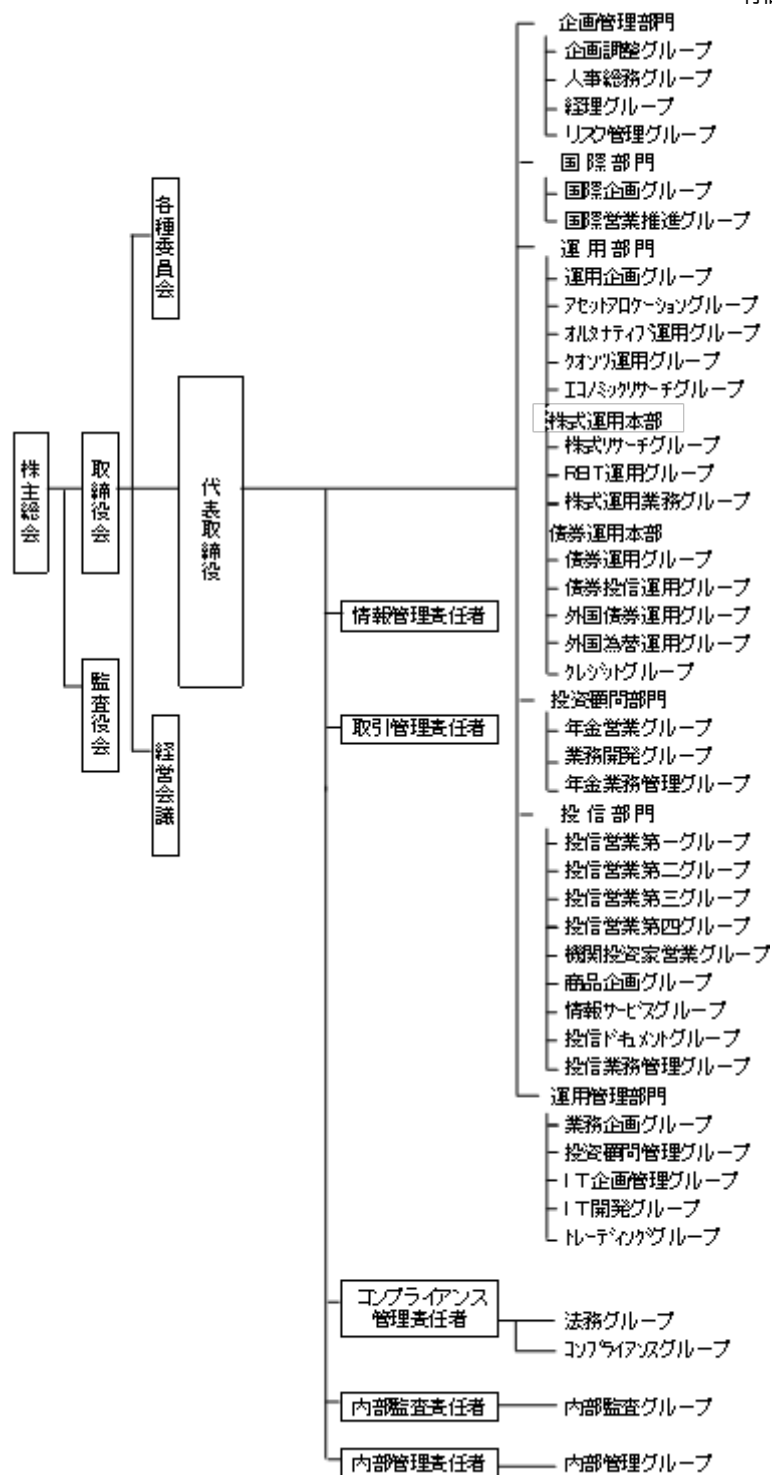 企画管理部門
企画調整グループ
人事総務グループ
経理グループ
リスク管理グループ
国際部門
国際企画グループ
国際営業推進グループ
運用部門
運用企画グループ
アセットアロケーショングループ
オルタナティブ運用グループ
クオンツ運用グループ
エコノミックリサーチグループ
株式運用本部
株式リサーチグループ
REIT運用グループ
株式運用業務グループ
債券運用本部
債券運用グループ
債券投信運用グループ
外国債券運用グループ
外国為替運用グループ
クレジットグループ
投資顧問部門
年金営業グループ
業務開発グループ
年金業務管理グループ
投信部門
投信営業第一グループ
投信営業第二グループ
投信営業第三グループ
投信営業第四グループ
機関投資家営業グループ
商品企画グループ
情報サービスグループ
投信ドキュメントグループ
投信業務管理グループ
運用管理部門
業務企画グループ
投資顧問管理グループ
IT企画管理グループ
IT開発グループ
トレーディンググループ
株主総会
取締役会
監査役会
各種委員会
経営会議
代表取締役
情報管理責任者
取引管理責任者
コンプライアンス
管理責任者
法務グループ
コンプライアンスグループ
内部監査責任者
内部監査グループ
内部管理責任者
内部管理グループ